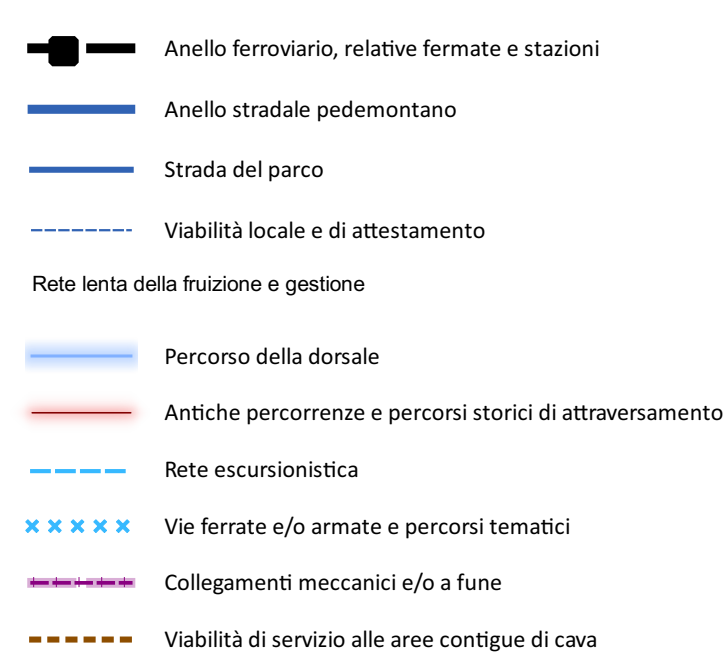 Anello ferroviario, relative fermate e stazioni
Anello stradale pedemontano
Strada del parco
Viabilità locale e di attestamento
Rete lenta della fruizione e gestione
Percorso della dorsale
Antiche percorrenze e percorsi storici di attraversamento
Rete escursionistica
Vie ferrate e/o armate e percorsi tematici
Collegamenti meccanici e/o a fune
Viabilità di servizio alle aree contigue di cava